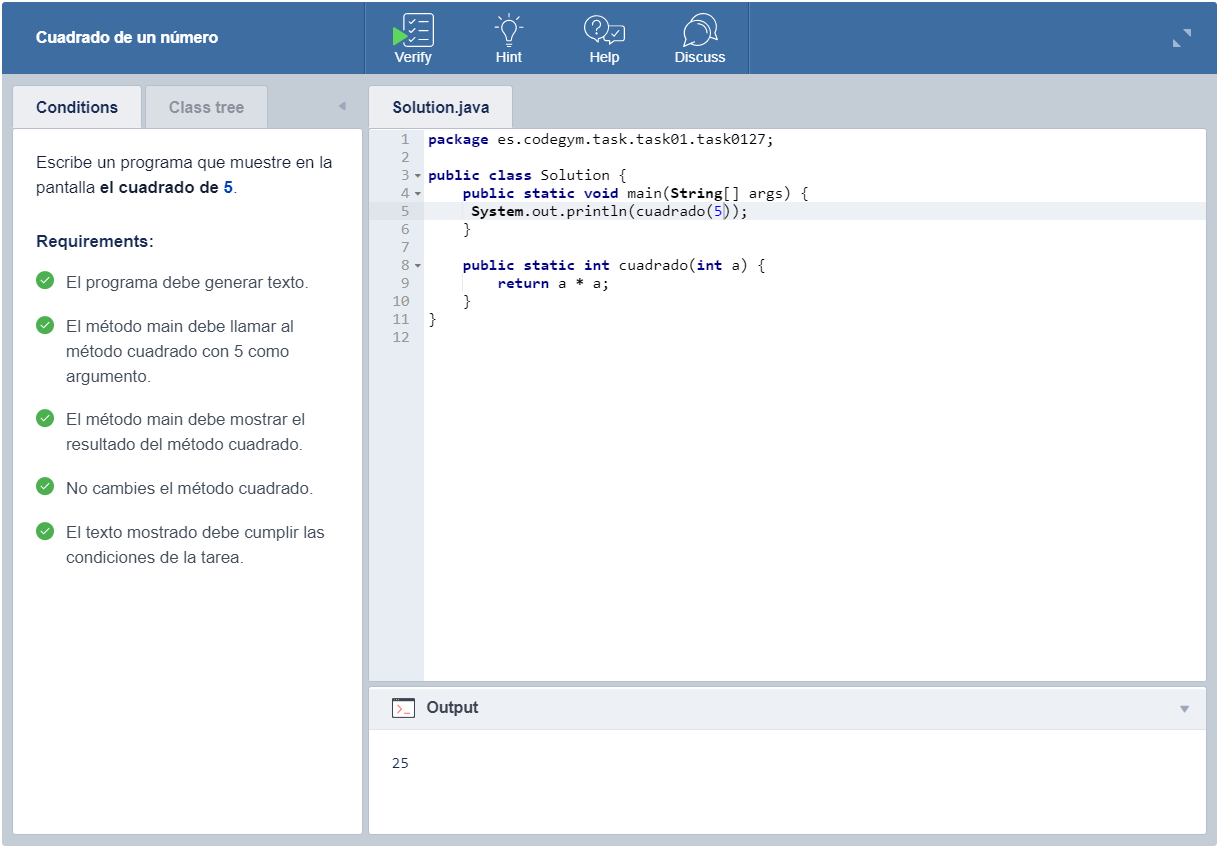 Cuadrado de un número
Verify
Hint
Help
Discuss
Conditions
Class tree
Escribe un programa que muestre en la
pantalla el cuadrado de 5.
Requirements:
El programa debe generar texto.
El método main debe llamar al
método cuadrado con 5 como
argumento.
El método main debe mostrar el
resultado del método cuadrado.
No cambies el método cuadrado.
El texto mostrado debe cumplir las
condiciones de la tarea.
Solution.java
1 package es.codegym.task.task01.task0127;
2
3 public class Solution {
4     public static void main(String[] args) {
5      System.out.println(cuadrado(5));
6     }
7
8     public static int cuadrado(int a) {
9         return a * a;
10     }
11 }
12
Output
25